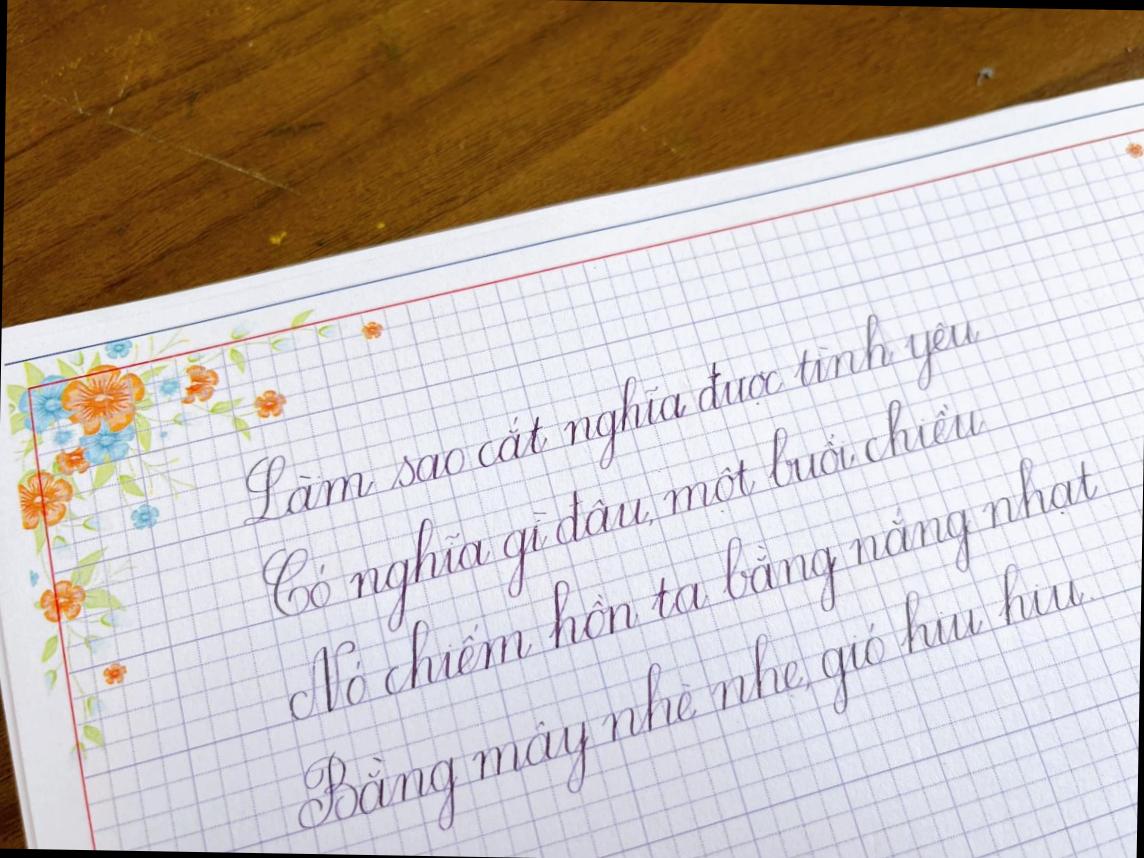 Làm sao cắt nghĩa được tình yêu
Có nghĩa gì đâu, một buổi chiều
Nó chiếm hồn ta bằng nắng nhạt
Bằng mây nhè nhẹ, gió hiu hiu.